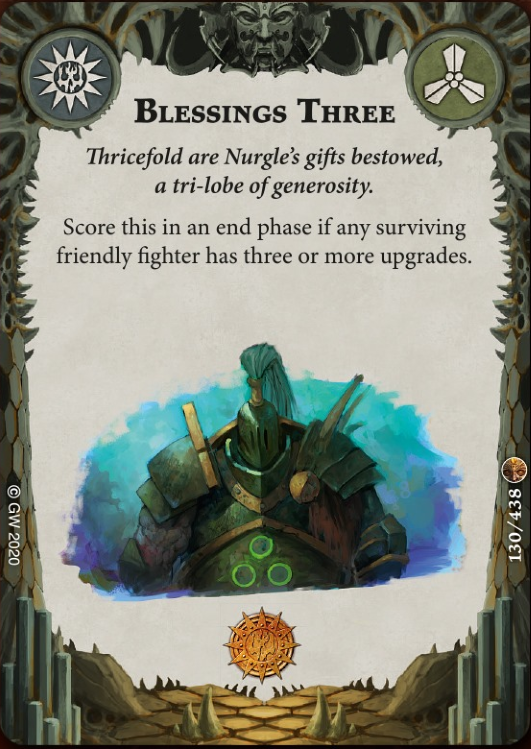 Blessings Three
Thricefold are Nurgle's gifts bestowed,
a tri-lobe of generosity.
Score this in an end phase if any surviving
friendly fighter has three or more upgrades.
© GW 2020
130/438